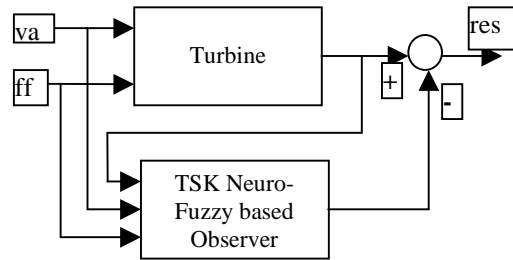 va
res
Turbine
ff
+
-
TSK Neuro-
Fuzzy based
Observer